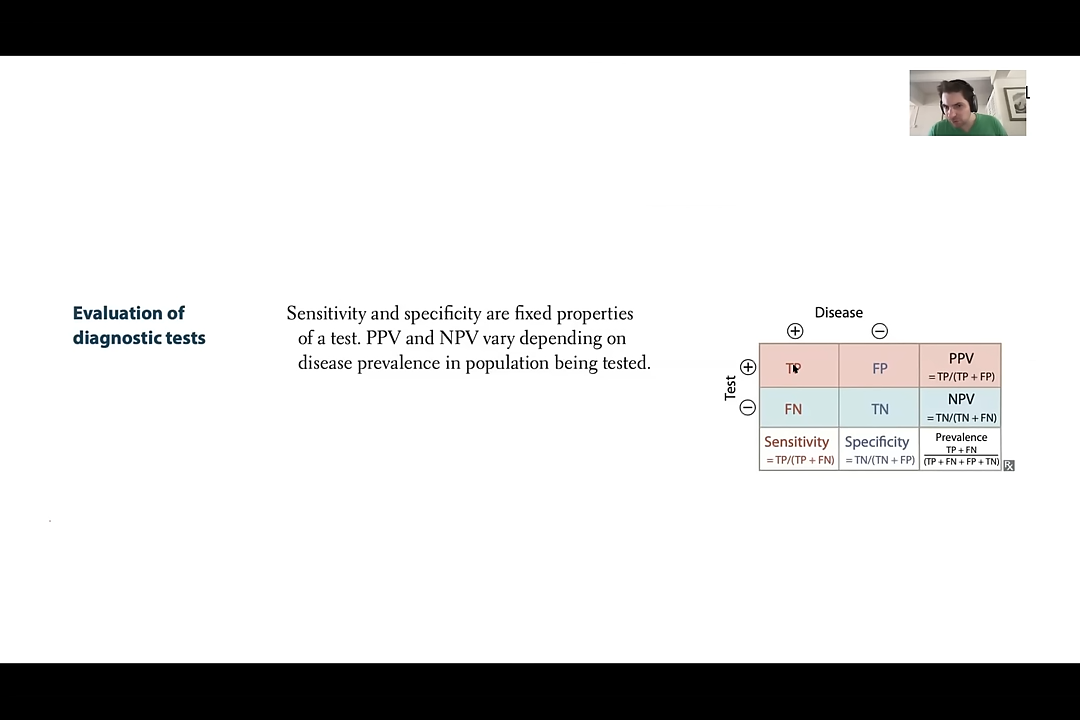 Evaluation of
diagnostic tests
Sensitivity and specificity are fixed properties
of a test. PPV and NPV vary depending on
disease prevalence in population being tested.
Disease
+ −
Test
+ TP FP PPV
= TP/(TP + FP)
− FN TN NPV
= TN/(TN + FN)
Sensitivity Specificity Prevalence
= TP/(TP + FN) = TN/(TN + FP) TP + FN
(TP + FN + FP + TN)